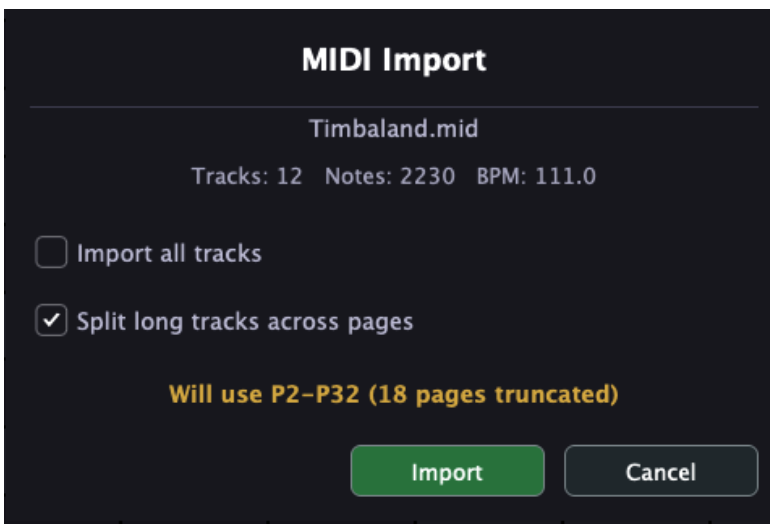 MIDI Import
Timbaland.mid
Tracks: 12 Notes: 2230 BPM: 111.0
Import all tracks
Split long tracks across pages
Will use P2–P32 (18 pages truncated)
Import Cancel